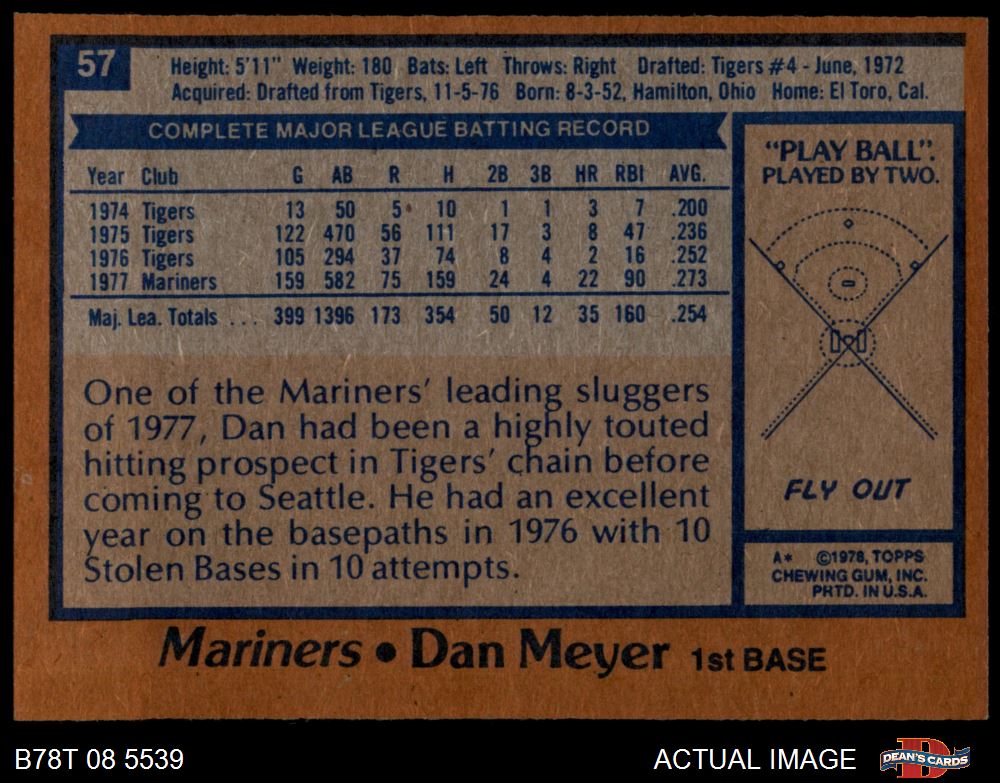 57
Height: 5'11" Weight: 180 Bats: Left Throws: Right Drafted: Tigers #4 - June, 1972
Acquired: Drafted from Tigers, 11-5-76 Born: 8-3-52, Hamilton, Ohio Home: El Toro, Cal.
COMPLETE MAJOR LEAGUE BATTING RECORD
Year Club G AB R H 2B 3B HR RBI AVG.
1974 Tigers 13 50 5 10 1 1 3 7 .200
1975 Tigers 122 470 56 111 17 3 8 47 .236
1976 Tigers 105 294 37 74 8 4 2 16 .252
1977 Mariners 159 582 75 159 24 4 22 90 .273
Maj. Lea. Totals ... 399 1396 173 354 50 12 35 160 .254
One of the Mariners' leading sluggers
of 1977, Dan had been a highly touted
hitting prospect in Tigers' chain before
coming to Seattle. He had an excellent
year on the basepaths in 1976 with 10
Stolen Bases in 10 attempts.
"PLAY BALL".
PLAYED BY TWO.
FLY OUT
A* ©1978, TOPPS
CHEWING GUM, INC.
PRTD. IN U.S.A.
Mariners • Dan Meyer 1st BASE
B78T 08 5539
ACTUAL IMAGE
DEAN'S CARDS